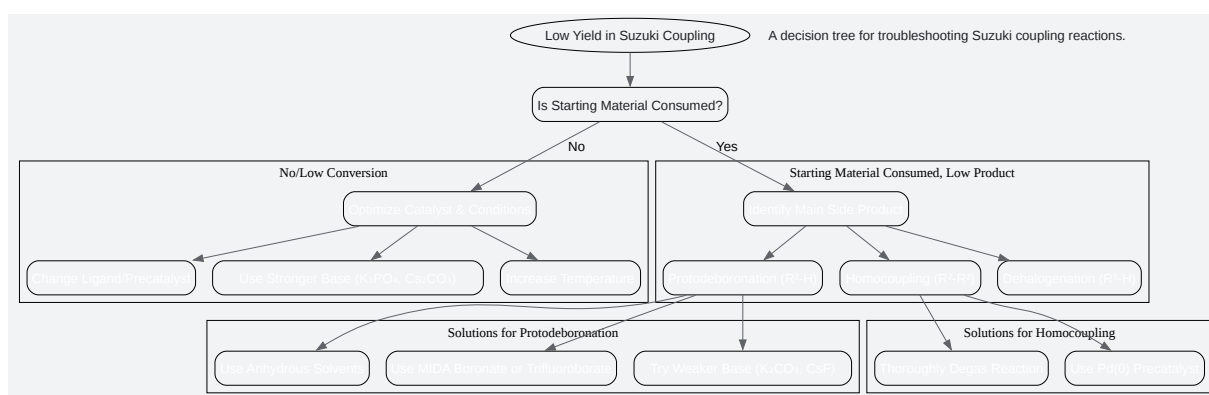 Low Yield in Suzuki Coupling
A decision tree for troubleshooting Suzuki coupling reactions.
Is Starting Material Consumed?
No
Yes
No/Low Conversion
Starting Material Consumed, Low Product
Optimize Catalyst & Conditions
Identify Main Side Product
Change Ligand/Precatalyst
Use Stronger Base (K₃PO₄, Cs₂CO₃)
Increase Temperature
Protodeboronation (R²-H)
Homocoupling (R²-R²)
Dehalogenation (R¹-H)
Solutions for Protodeboronation
Solutions for Homocoupling
Use Anhydrous Solvents
Use MIDA Boronate or Trifluoroborate
Try Weaker Base (K₂CO₃, CsF)
Thoroughly Degas Reaction
Use Pd(0) Precatalyst